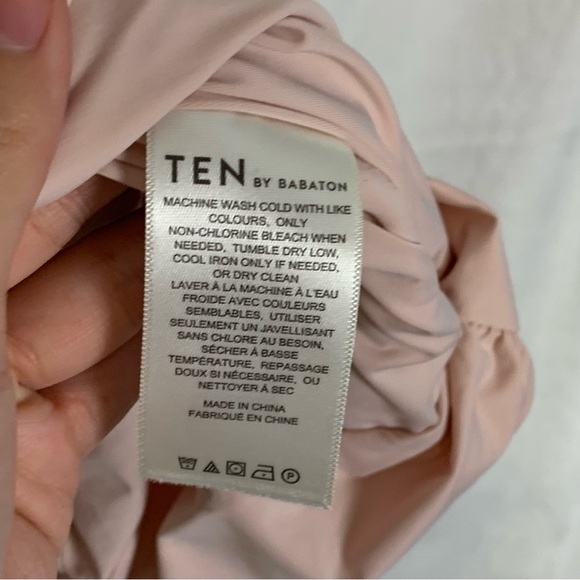 TEN BY BABATON
MACHINE WASH COLD WITH LIKE
COLOURS, ONLY
NON-CHLORINE BLEACH WHEN
NEEDED, TUMBLE DRY LOW,
COOL IRON ONLY IF NEEDED,
OR DRY CLEAN
LAVER À LA MACHINE À L'EAU
FROIDE AVEC COULEURS
SEMBLABLES, UTILISER
SEULEMENT UN JAVELLISANT
SANS CHLORE AU BESOIN,
SÉCHER À BASSE
TEMPÉRATURE, REPASSAGE
DOUX SI NÉCESSAIRE, OU
NETTOYER À SEC
MADE IN CHINA
FABRIQUÉ EN CHINE
P